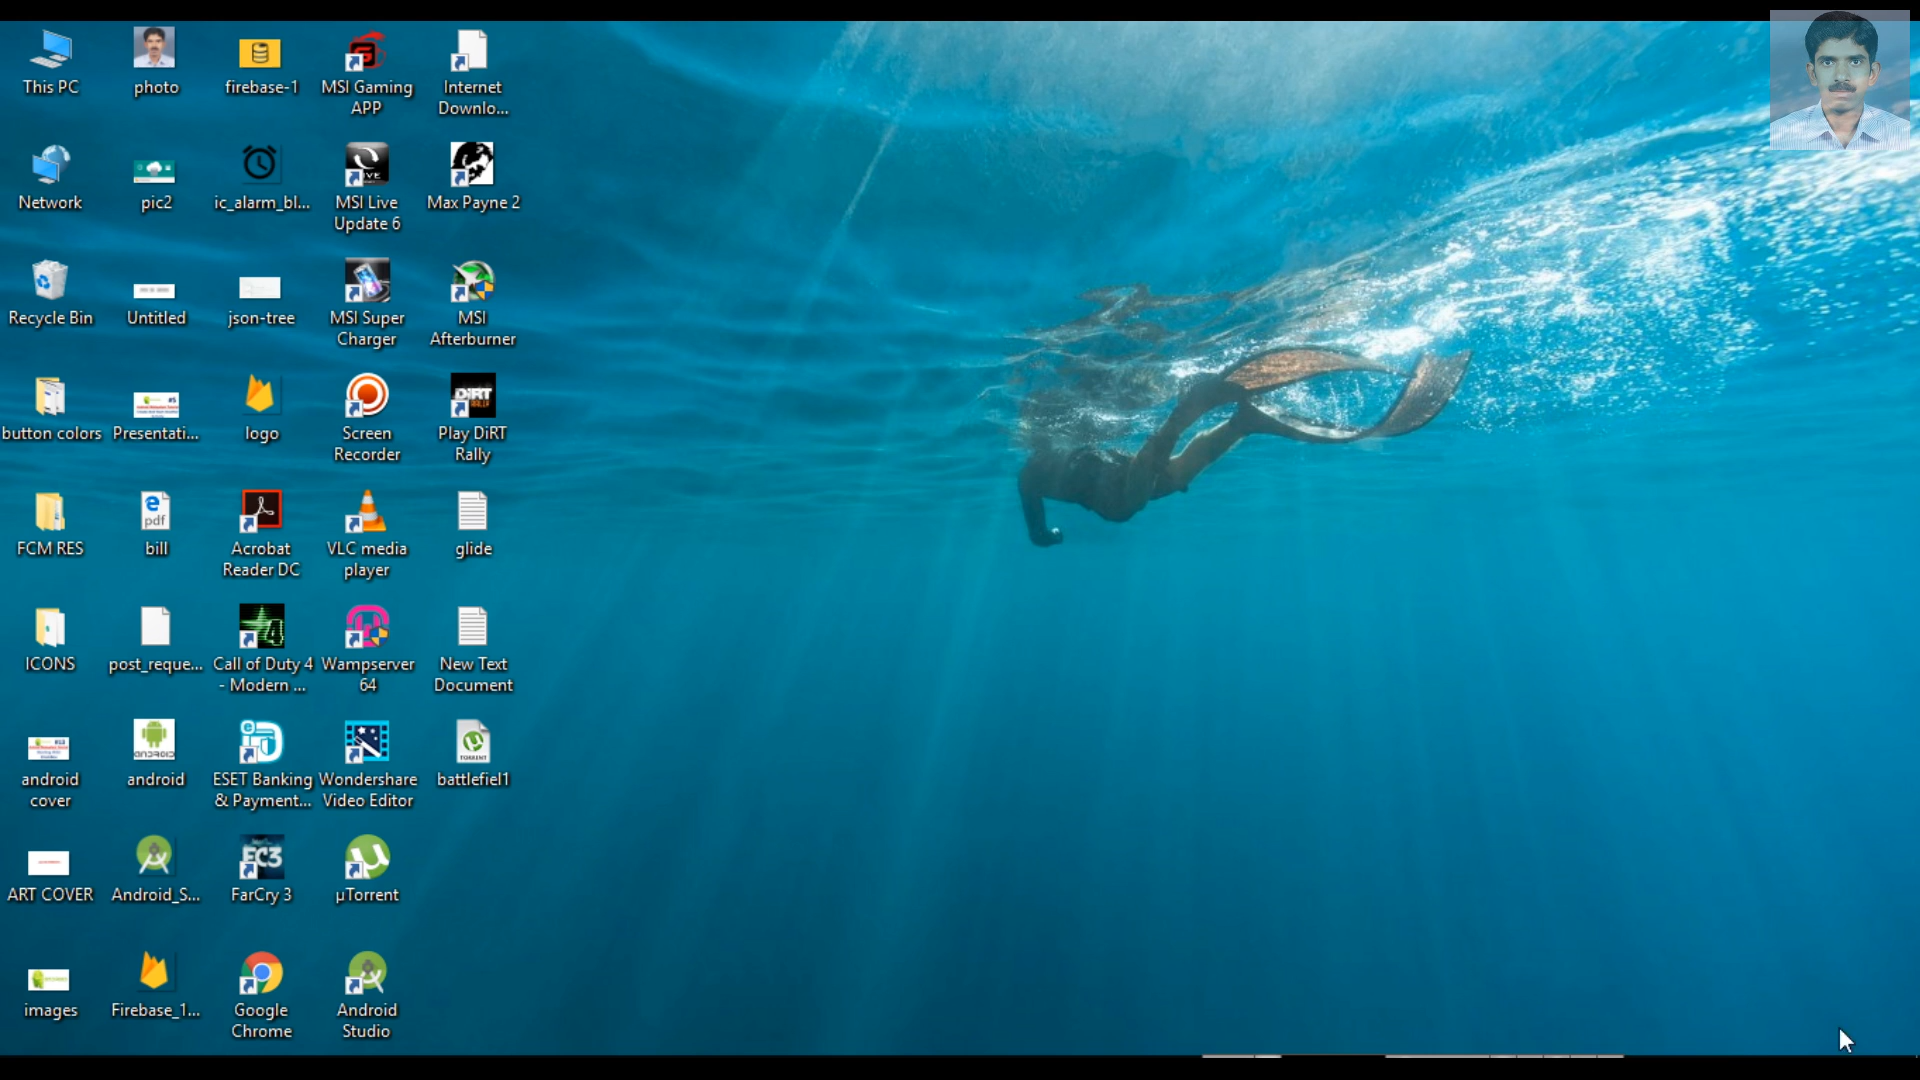 This PC
photo
firebase-1
MSI Gaming
APP
Internet
Downlo...
Network
pic2
ic_alarm_bl...
MSI Live
Update 6
Max Payne 2
Recycle Bin
Untitled
json-tree
MSI Super
Charger
MSI
Afterburner
button colors
Presentati...
logo
Screen
Recorder
Play DiRT
Rally
FCM RES
bill
Acrobat
Reader DC
VLC media
player
glide
ICONS
post_reque...
Call of Duty 4
- Modern ...
Wampserver
64
New Text
Document
android
cover
android
ESET Banking
& Payment...
Wondershare
Video Editor
battlefiel1
ART COVER
Android_S...
FarCry 3
µTorrent
images
Firebase_1...
Google
Chrome
Android
Studio